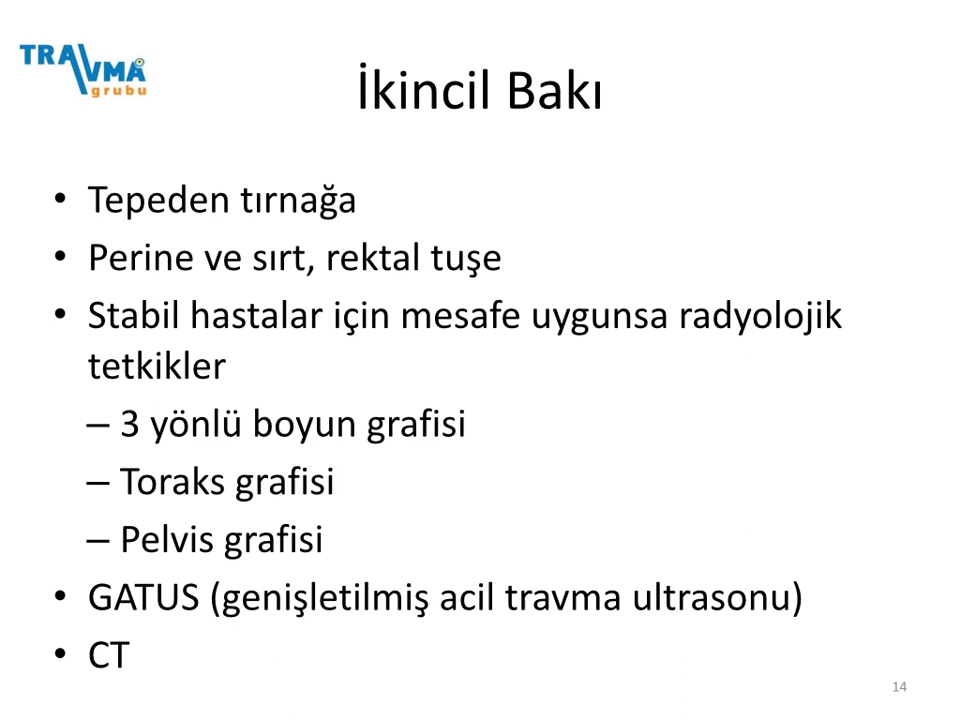 TRAVMA
grubu
İkincil Bakı
• Tepeden tırnağa
• Perine ve sırt, rektal tuşe
• Stabil hastalar için mesafe uygunsa radyolojik
tetkikler
– 3 yönlü boyun grafisi
– Toraks grafisi
– Pelvis grafisi
• GATUS (genişletilmiş acil travma ultrasonu)
• CT
14